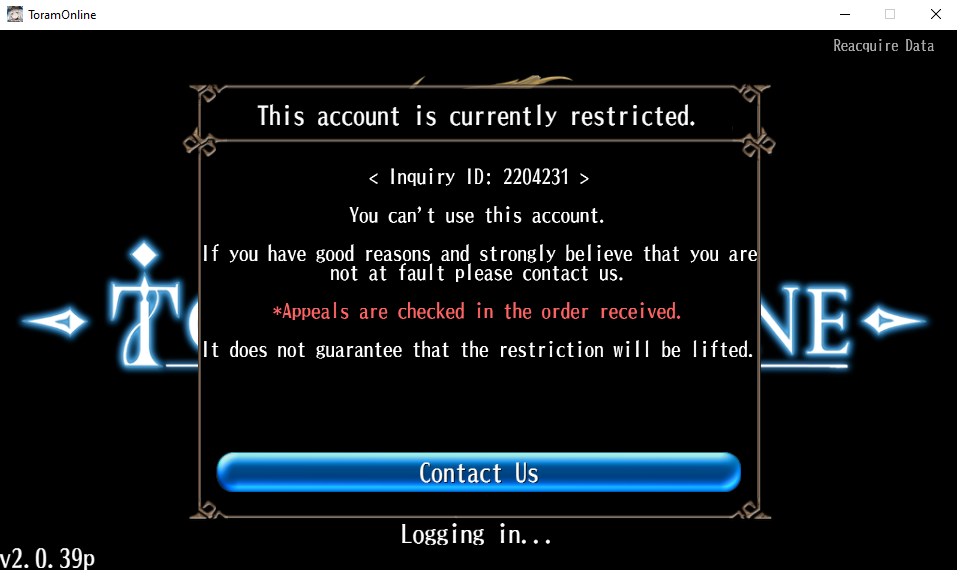 ToramOnline
Reacquire Data
This account is currently restricted.
< Inquiry ID: 2204231 >
You can't use this account.
If you have good reasons and strongly believe that you are
not at fault please contact us.
*Appeals are checked in the order received.
It does not guarantee that the restriction will be lifted.
Contact Us
Logging in...
v2.0.39p